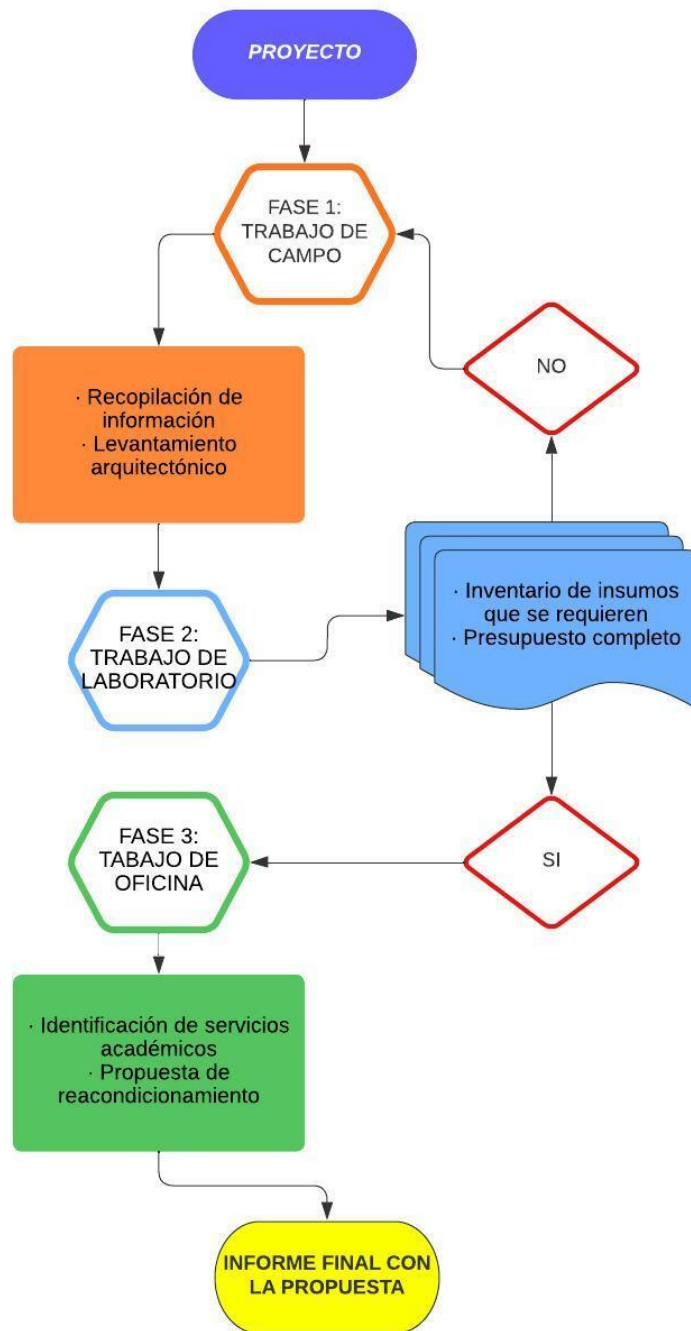 PROYECTO
FASE 1:
TRABAJO DE
CAMPO
· Recopilación de
información
· Levantamiento
arquitectónico
NO
FASE 2:
TRABAJO DE
LABORATORIO
· Inventario de insumos
que se requieren
· Presupuesto completo
SI
FASE 3:
TABAJO DE
OFICINA
· Identificación de servicios
académicos
· Propuesta de
reacondicionamiento
INFORME FINAL CON
LA PROPUESTA